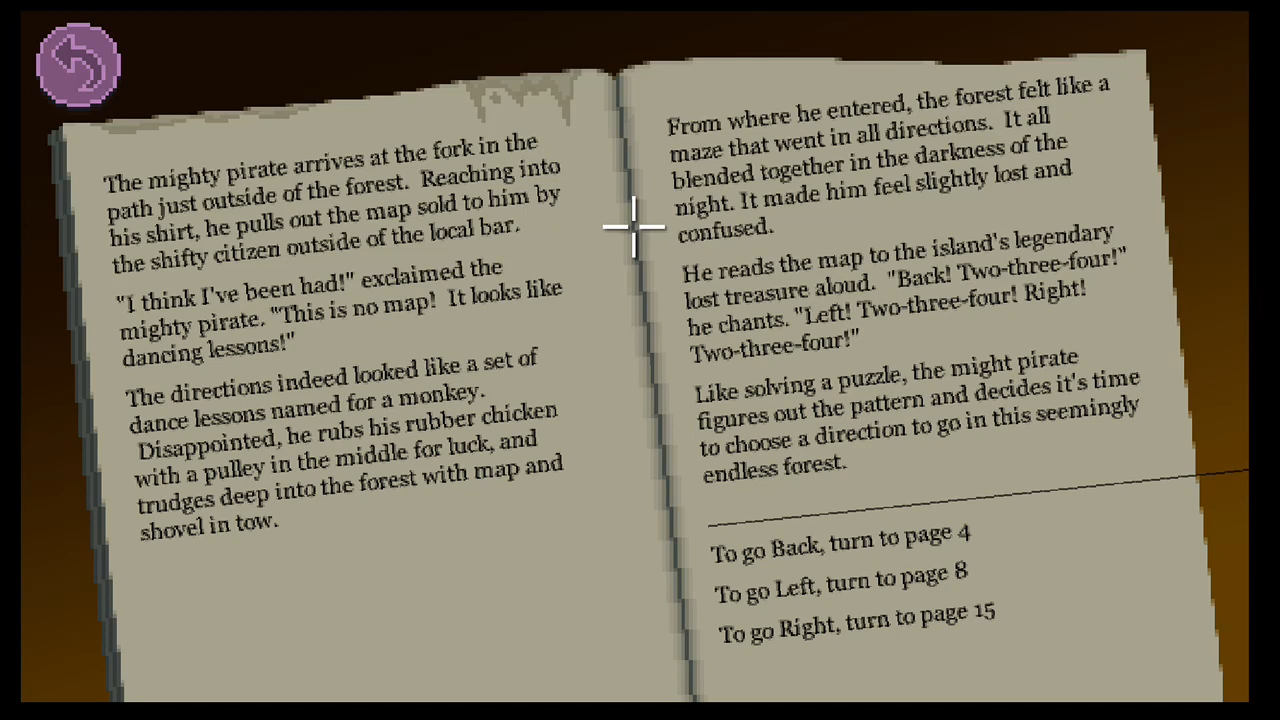 The mighty pirate arrives at the fork in the
path just outside of the forest.  Reaching into
his shirt, he pulls out the map sold to him by
the shifty citizen outside of the local bar.
"I think I've been had!" exclaimed the
mighty pirate. "This is no map!  It looks like
dancing lessons!"
The directions indeed looked like a set of
dance lessons named for a monkey.
Disappointed, he rubs his rubber chicken
with a pulley in the middle for luck, and
trudges deep into the forest with map and
shovel in tow.
From where he entered, the forest felt like a
maze that went in all directions.  It all
blended together in the darkness of the
night. It made him feel slightly lost and
confused.
He reads the map to the island's legendary
lost treasure aloud.  "Back! Two-three-four!"
he chants. "Left! Two-three-four! Right!
Two-three-four!"
Like solving a puzzle, the might pirate
figures out the pattern and decides it's time
to choose a direction to go in this seemingly
endless forest.
To go Back, turn to page 4
To go Left, turn to page 8
To go Right, turn to page 15